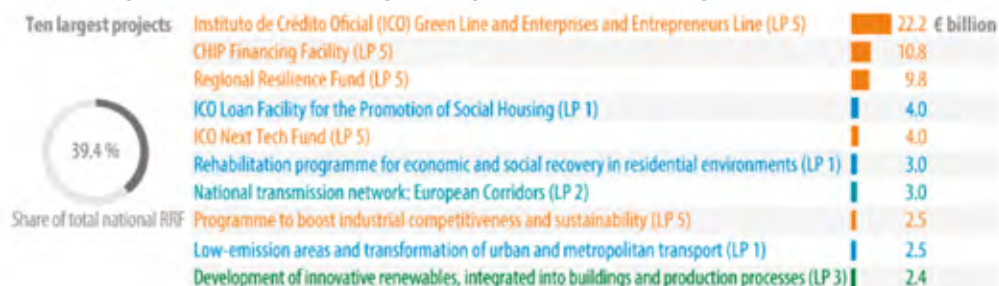 Ten largest projects
Instituto de Crédito Oficial (ICO) Green Line and Enterprises and Entrepreneurs Line (LP 5) 22.2 € billion
CHIP Financing Facility (LP 5) 10.8
Regional Resilience Fund (LP 5) 9.8
ICO Loan Facility for the Promotion of Social Housing (LP 1) 4.0
ICO Next Tech Fund (LP 5) 4.0
39.4 %
Rehabilitation programme for economic and social recovery in residential environments (LP 1) 3.0
National transmission network: European Corridors (LP 2) 3.0
Share of total national RRF
Programme to boost industrial competitiveness and sustainability (LP 5) 2.5
Low-emission areas and transformation of urban and metropolitan transport (LP 1) 2.5
Development of innovative renewables, integrated into buildings and production processes (LP 3) 2.4